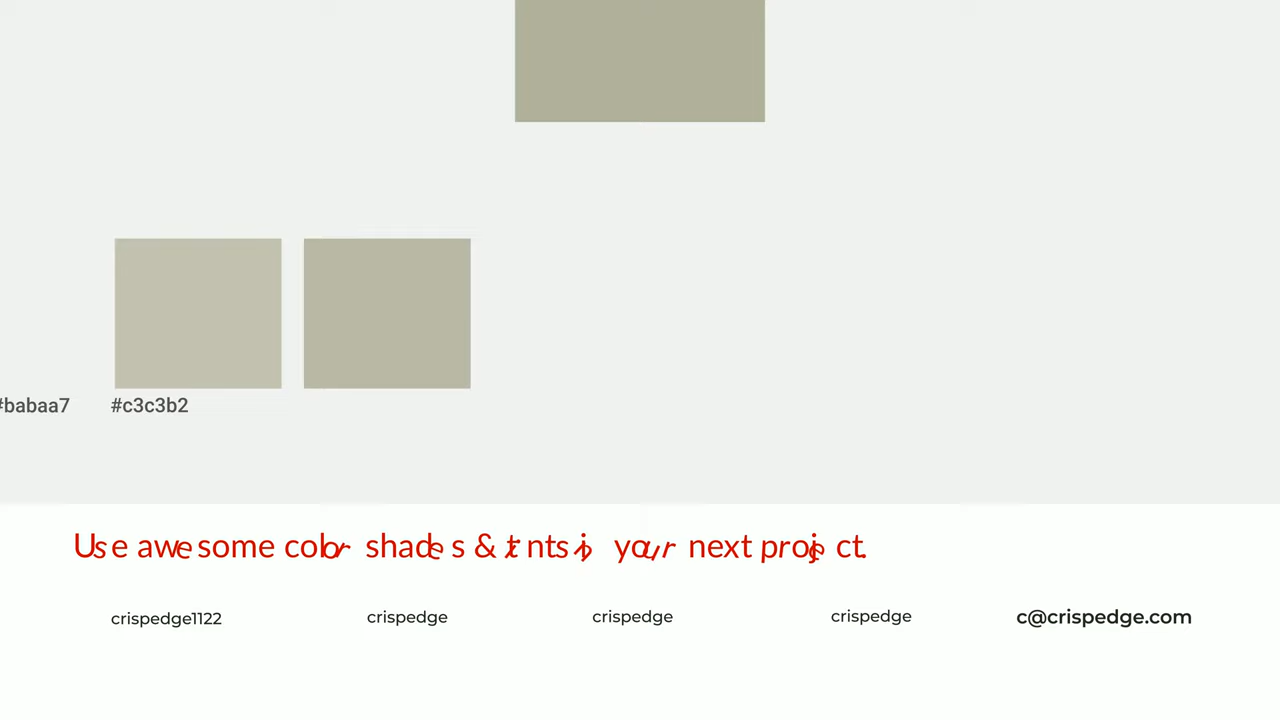 #babaa7 #c3c3b2
Use awesome color shades & tints in your next project.
crispedge1122 crispedge crispedge crispedge c@crispedge.com